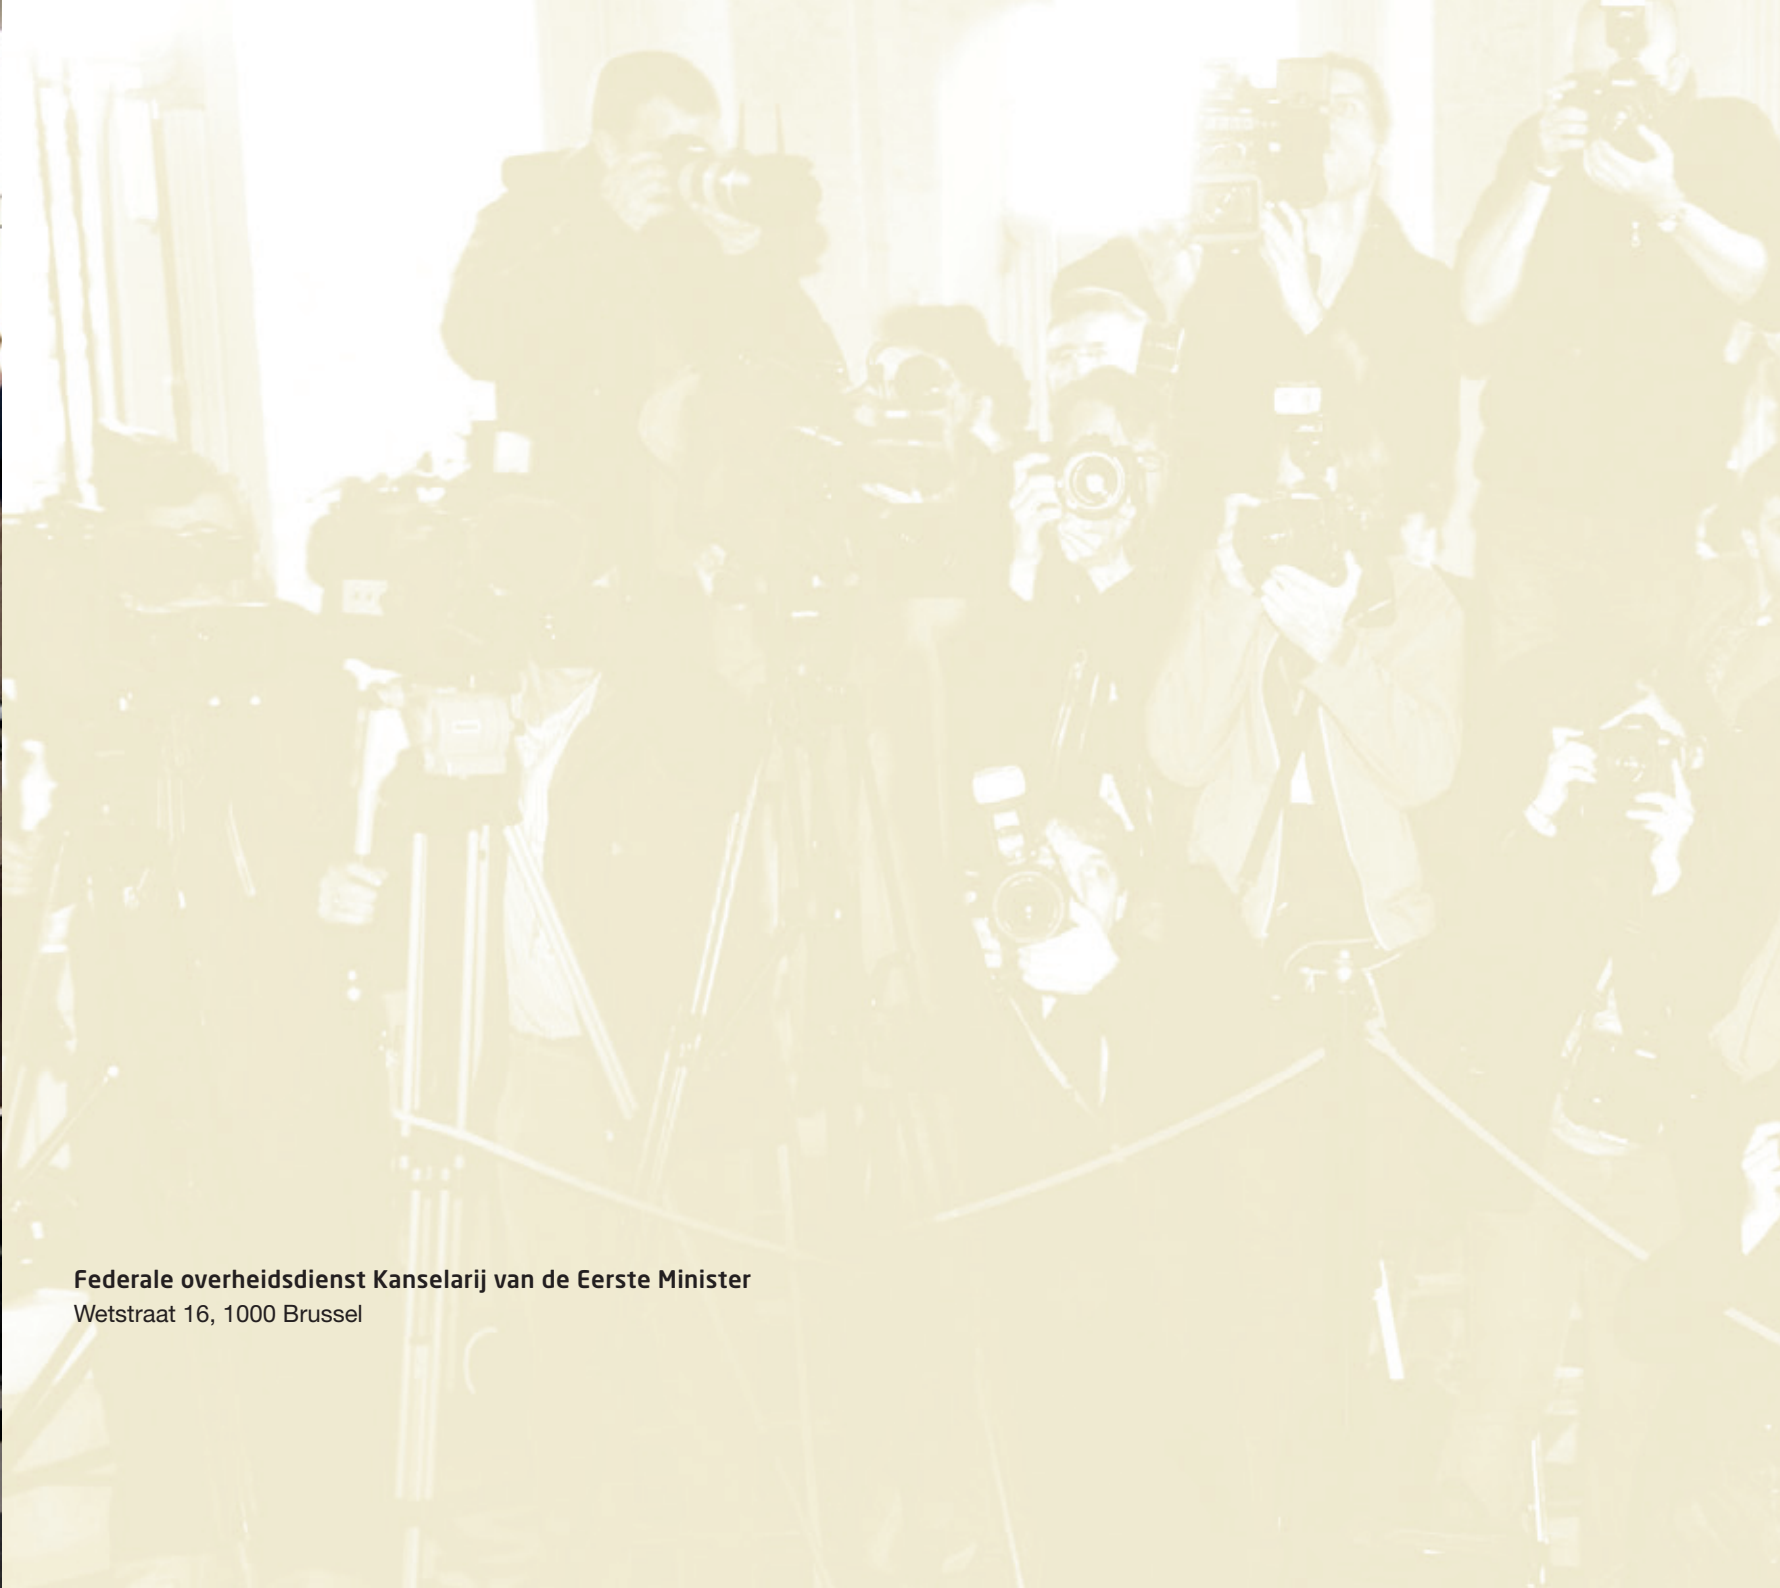 Federale overheidsdienst Kanselarij van de Eerste Minister
Wetstraat 16, 1000 Brussel